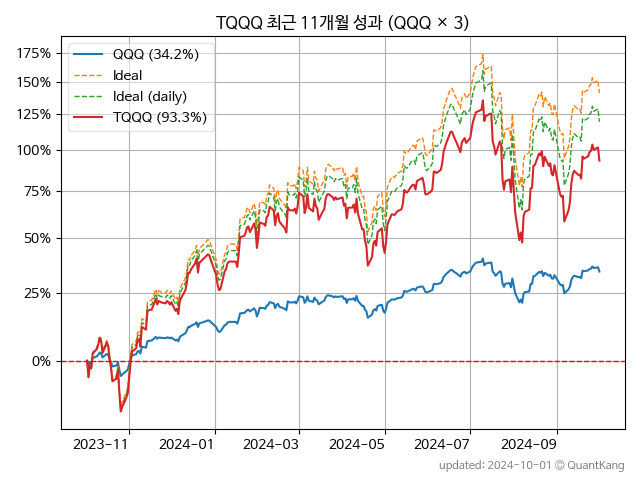 TQQQ 최근 11개월 성과 (QQQ × 3)
QQQ (34.2%)
Ideal
Ideal (daily)
TQQQ (93.3%)
175%
150%
125%
100%
75%
50%
25%
0%
2023-11
2024-01
2024-03
2024-05
2024-07
2024-09
updated: 2024-10-01 © QuantKang